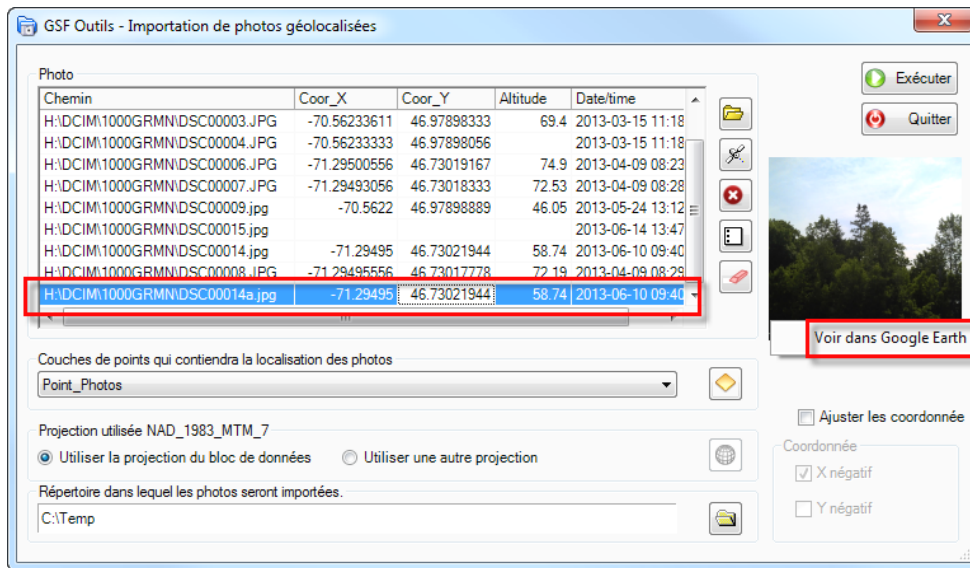 GSF Outils - Importation de photos géolocalisées
Photo
Chemin Coor_X Coor_Y Altitude Date/time
H:\DCIM\1000GRMN\DSC00003.JPG -70.56233611 46.97898333 69.4 2013-03-15 11:18
H:\DCIM\1000GRMN\DSC00004.JPG -70.56233333 46.97898056 2013-03-15 11:18
H:\DCIM\1000GRMN\DSC00006.JPG -71.29500556 46.73019167 74.9 2013-04-09 08:23
H:\DCIM\1000GRMN\DSC00007.JPG -71.29493056 46.73018333 72.53 2013-04-09 08:28
H:\DCIM\1000GRMN\DSC00009.jpg -70.5622 46.97898889 46.05 2013-05-24 13:12
H:\DCIM\1000GRMN\DSC00015.jpg 2013-06-14 13:47
H:\DCIM\1000GRMN\DSC00014.jpg -71.29495 46.73021944 58.74 2013-06-10 09:40
H:\DCIM\1000GRMN\DSC00008.JPG -71.29495556 46.73017778 72.19 2013-04-09 08:29
H:\DCIM\1000GRMN\DSC00014a.jpg -71.29495 46.73021944 58.74 2013-06-10 09:40
Exécuter
Quitter
Voir dans Google Earth
Couches de points qui contiendra la localisation des photos
Point_Photos
Projection utilisée NAD_1983_MTM_7
Utiliser la projection du bloc de données
Utiliser une autre projection
Répertoire dans lequel les photos seront importées.
C:\Temp
Ajuster les coordonnée
Coordonnée
X négatif
Y négatif